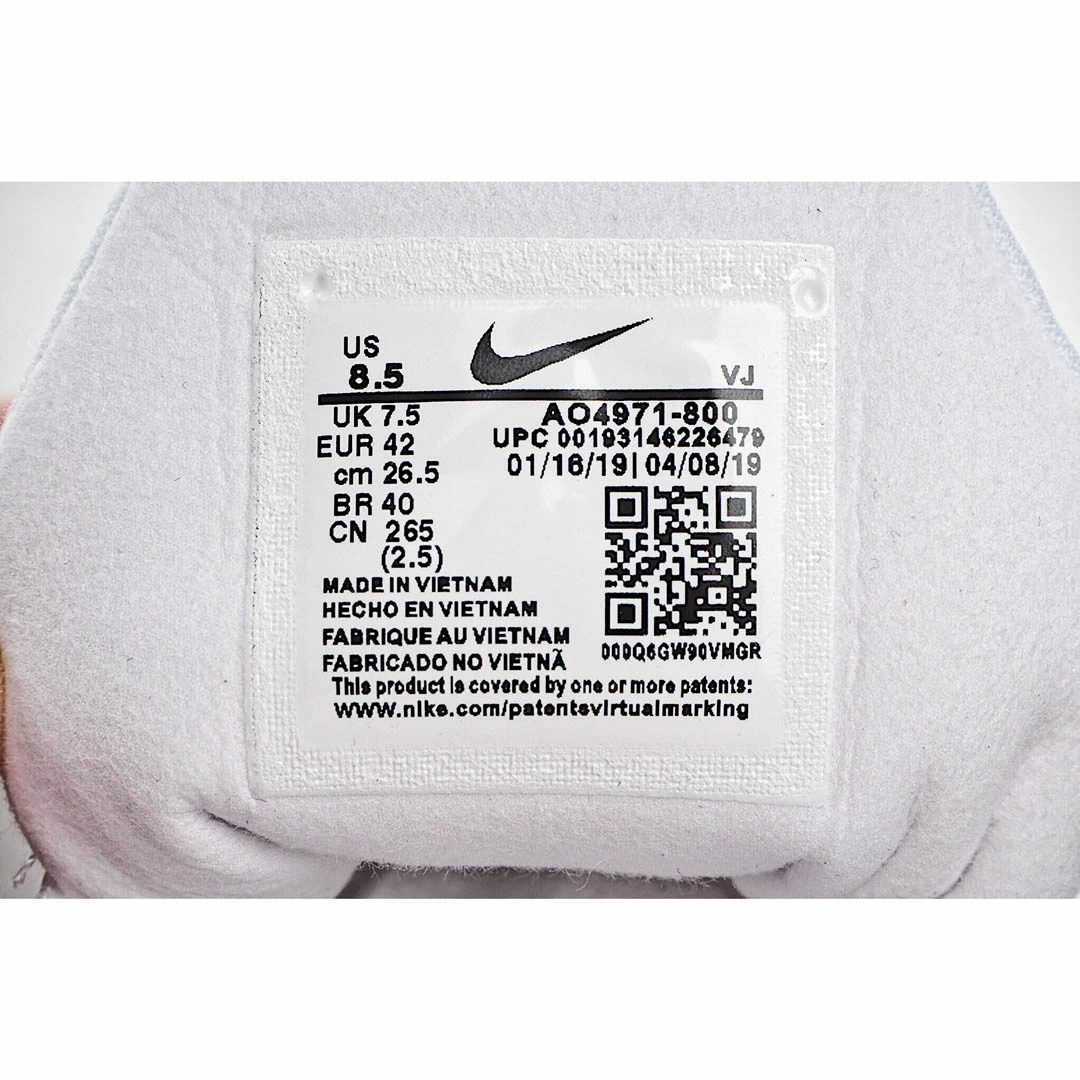 US
8.5
VJ
UK 7.5
AO4971-800
EUR 42
UPC 00193146226479
cm 26.5
01/16/19|04/08/19
BR 40
CN 265
(2.5)
MADE IN VIETNAM
HECHO EN VIETNAM
FABRIQUE AU VIETNAM
FABRICADO NO VIETNÃ
000Q6GW90VMGR
This product is covered by one or more patents:
www.nike.com/patentsvirtualmarking